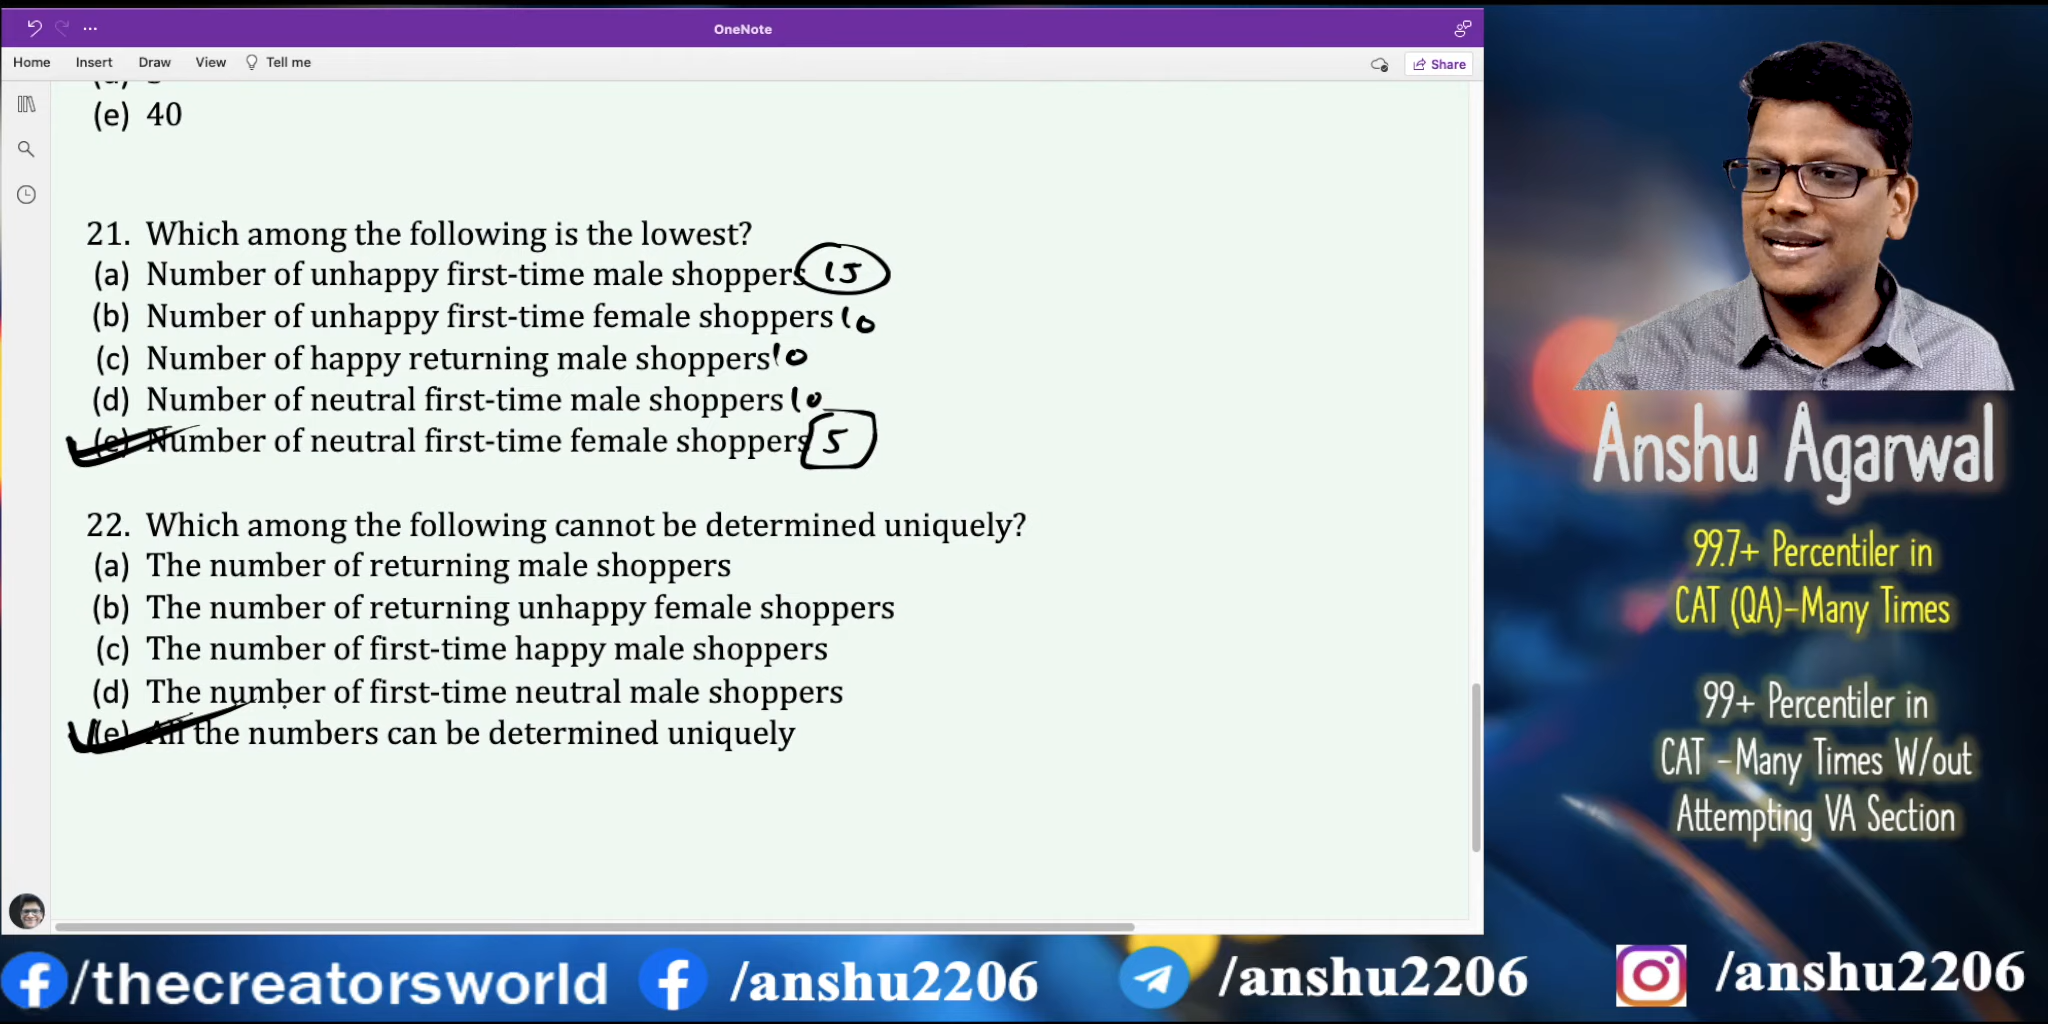 OneNote
Home Insert Draw View Tell me Share
(e) 40
21. Which among the following is the lowest?
(a) Number of unhappy first-time male shoppers 15
(b) Number of unhappy first-time female shoppers 10
(c) Number of happy returning male shoppers 10
(d) Number of neutral first-time male shoppers 10
(e) Number of neutral first-time female shoppers 5
22. Which among the following cannot be determined uniquely?
(a) The number of returning male shoppers
(b) The number of returning unhappy female shoppers
(c) The number of first-time happy male shoppers
(d) The number of first-time neutral male shoppers
(e) All the numbers can be determined uniquely
Anshu Agarwal
99.7+ Percentiler in
CAT (QA)-Many Times
99+ Percentiler in
CAT -Many Times W/out
Attempting VA Section
/thecreatorsworld /anshu2206 /anshu2206 /anshu2206